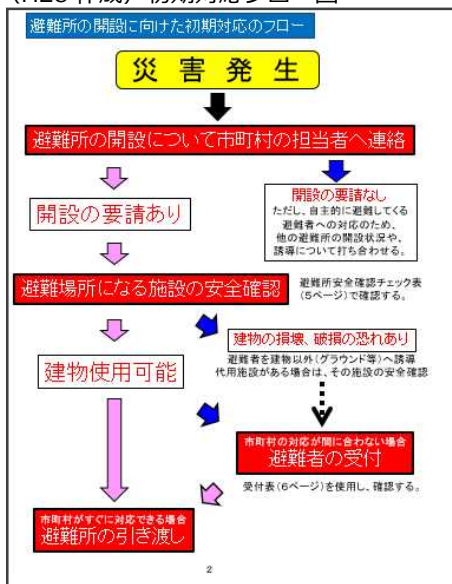 避難所の開設に向けた初期対応のフロー
災害発生
避難所の開設について市町村の担当者へ連絡
開設の要請あり
開設の要請なし
ただし、自主的に避難してくる
避難者への対応のため、
他の避難所の開設状況や、
誘導について打ち合わせる。
避難場所になる施設の安全確認
避難所安全確認チェック表
(5ページ)で確認する。
建物の損壊、破損の恐れあり
避難者を建物以外(グラウンド等)へ誘導
代用施設がある場合は、その施設の安全確認
建物使用可能
市町村の対応が間に合わない場合
避難者の受付
受付表(6ページ)を使用し、確認する。
市町村がすぐに対応できる場合
避難所の引き渡し
2